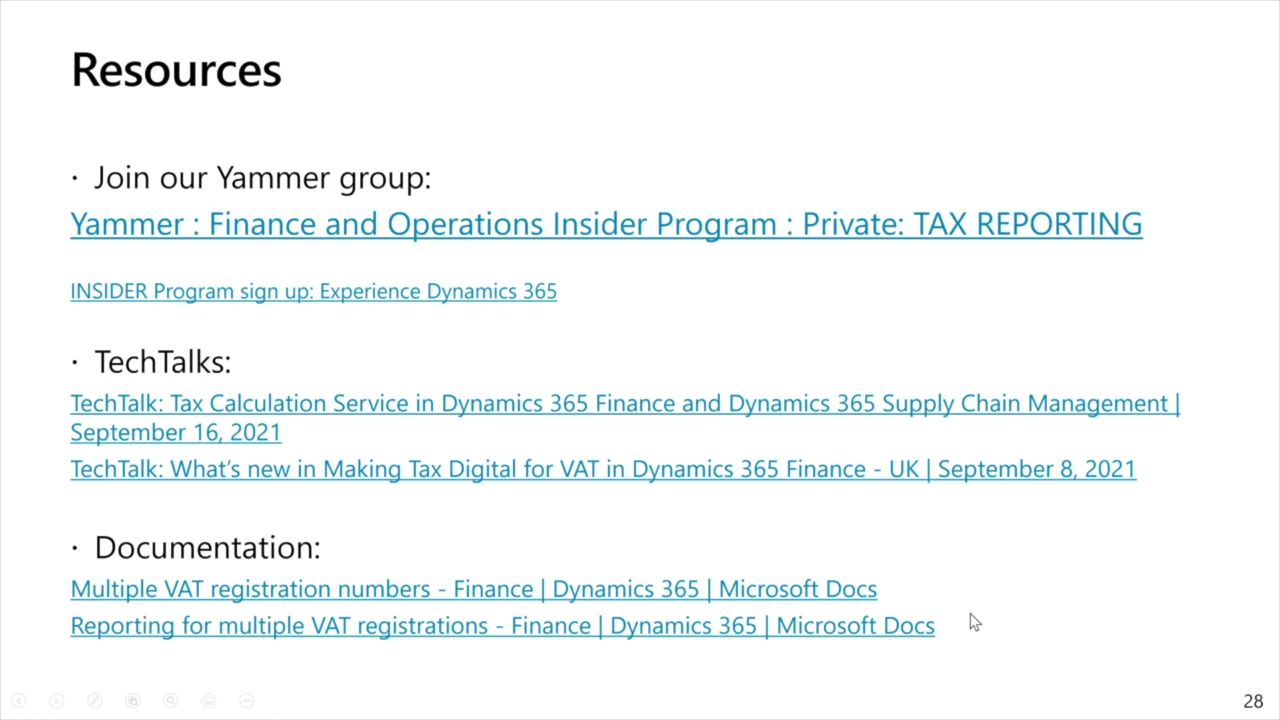 Resources
· Join our Yammer group:
Yammer : Finance and Operations Insider Program : Private: TAX REPORTING
INSIDER Program sign up: Experience Dynamics 365
· TechTalks:
TechTalk: Tax Calculation Service in Dynamics 365 Finance and Dynamics 365 Supply Chain Management |
September 16, 2021
TechTalk: What’s new in Making Tax Digital for VAT in Dynamics 365 Finance - UK | September 8, 2021
· Documentation:
Multiple VAT registration numbers - Finance | Dynamics 365 | Microsoft Docs
Reporting for multiple VAT registrations - Finance | Dynamics 365 | Microsoft Docs
28